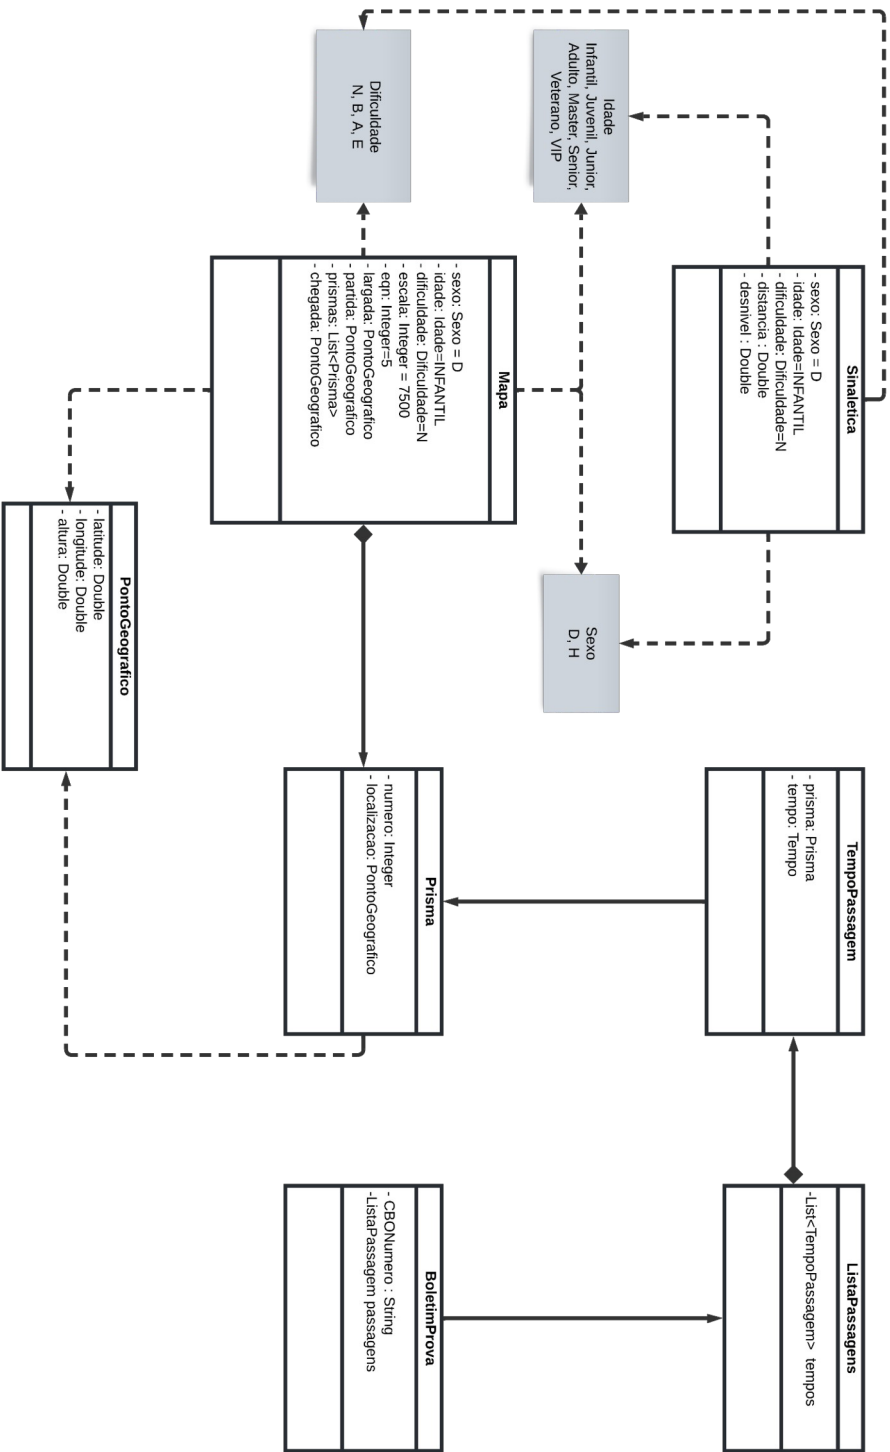 Sinaletica
- sexo: Sexo = D
- idade: Idade=INFANTIL
- dificuldade: Dificuldade=N
- distancia : Double
- desnivel : Double
TempoPassagem
- prisma: Prisma
- tempo: Tempo
ListaPassagens
-List<TempoPassagem> tempos
Idade
Infantil, Juvenil, Junior,
Adulto, Master, Senior,
Veterano, VIP
Sexo
D, H
Mapa
- sexo: Sexo = D
- idade: Idade=INFANTIL
- dificuldade: Dificuldade=N
- escala: Integer = 7500
- eqn: Integer=5
- largada: PontoGeografico
- partida: PontoGeografico
- prismas: List<Prisma>
- chegada: PontoGeografico
Prisma
- numero: Integer
- localizacao: PontoGeografico
BoletimProva
- CBONumero : String
-ListaPassagem passagens
Dificuldade
N, B, A, E
PontoGeografico
- latitude: Double
- longitude: Double
- altura: Double